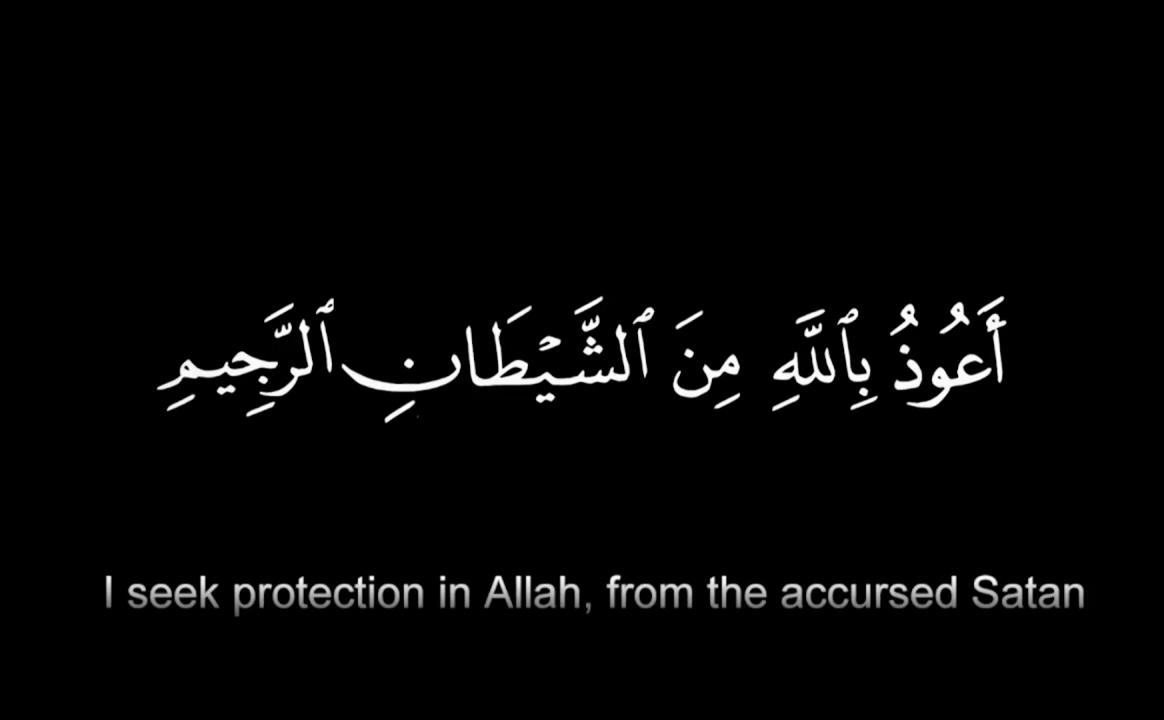 أَعُوذُ بِٱللَّهِ مِنَ ٱلشَّيۡطَانِ ٱلرَّجِيمِ
I seek protection in Allah, from the accursed Satan